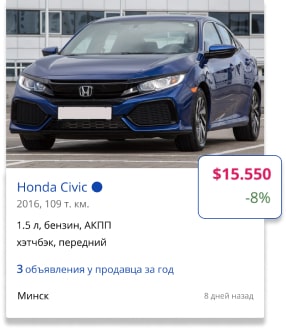 Honda Civic
$15.550
-8%
2016, 109 т. км.
1.5 л, бензин, АКПП
хэтчбэк, передний
3 объявления у продавца за год
Минск
8 дней назад